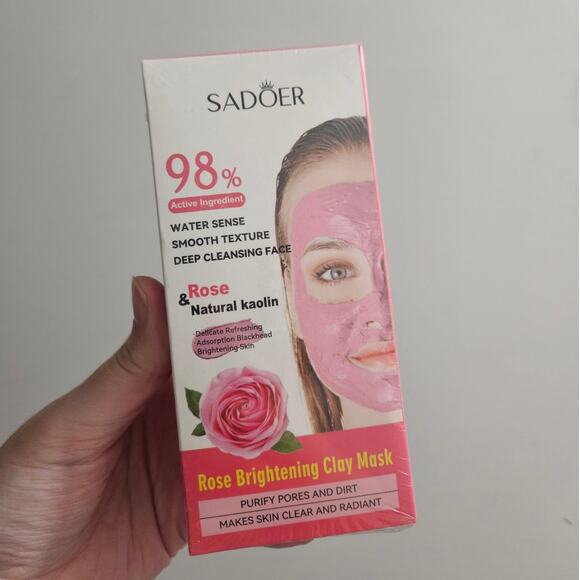 SADOER
98%
Active Ingredient
WATER SENSE
SMOOTH TEXTURE
DEEP CLEANSING FACE
Rose
& Natural kaolin
·Delicate Refreshing
·Adsorption Blackhead
Brightening Skin
Rose Brightening Clay Mask
PURIFY PORES AND DIRT
MAKES SKIN CLEAR AND RADIANT